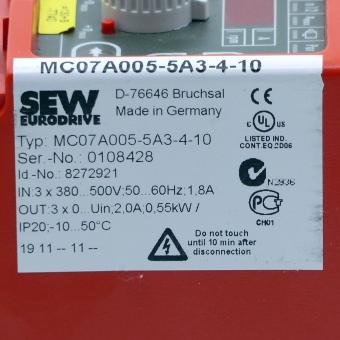 MC07A005-5A3-4-10
SEW
EURODRIVE
D-76646 Bruchsal
Made in Germany
CE
Typ: MC07A005-5A3-4-10
Ser.-No.: 0108428
Id.-No.: 8272921
IN:3 x 380...500V;50...60Hz;1,8A
OUT:3 x 0...Uin;2,0A;0,55kW /
IP20;-10...50°C
19 11 -- 11 --
C UL US
LISTED IND.
CONT.EQ.2D06
N2936
CH01
Do not touch
until 10 min after
disconnection